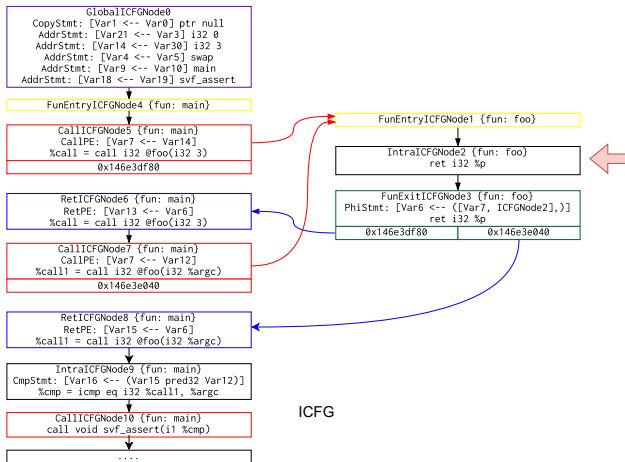 GlobalICFGNode0
CopyStmt: [Var1 <-- Var0] ptr null
AddrStmt: [Var21 <-- Var3] i32 0
AddrStmt: [Var14 <-- Var30] i32 3
AddrStmt: [Var4 <-- Var5] swap
AddrStmt: [Var9 <-- Var10] main
AddrStmt: [Var18 <-- Var19] svf_assert
FunEntryICFGNode4 {fun: main}
CallICFGNode5 {fun: main}
CallPE: [Var7 <-- Var14]
%call = call i32 @foo(i32 3)
0x146e3df80
RetICFGNode6 {fun: main}
RetPE: [Var13 <-- Var6]
%call = call i32 @foo(i32 3)
CallICFGNode7 {fun: main}
CallPE: [Var7 <-- Var12]
%call1 = call i32 @foo(i32 %argc)
0x146e3e040
RetICFGNode8 {fun: main}
RetPE: [Var15 <-- Var6]
%call1 = call i32 @foo(i32 %argc)
IntraICFGNode9 {fun: main}
CmpStmt: [Var16 <-- (Var15 pred32 Var12)]
%cmp = icmp eq i32 %call1, %argc
CallICFGNode10 {fun: main}
call void svf_assert(i1 %cmp)
....
FunEntryICFGNode1 {fun: foo}
IntraICFGNode2 {fun: foo}
ret i32 %p
FunExitICFGNode3 {fun: foo}
PhiStmt: [Var6 <-- ([Var7, ICFGNode2],)]
ret i32 %p
0x146e3df80 0x146e3e040
ICFG